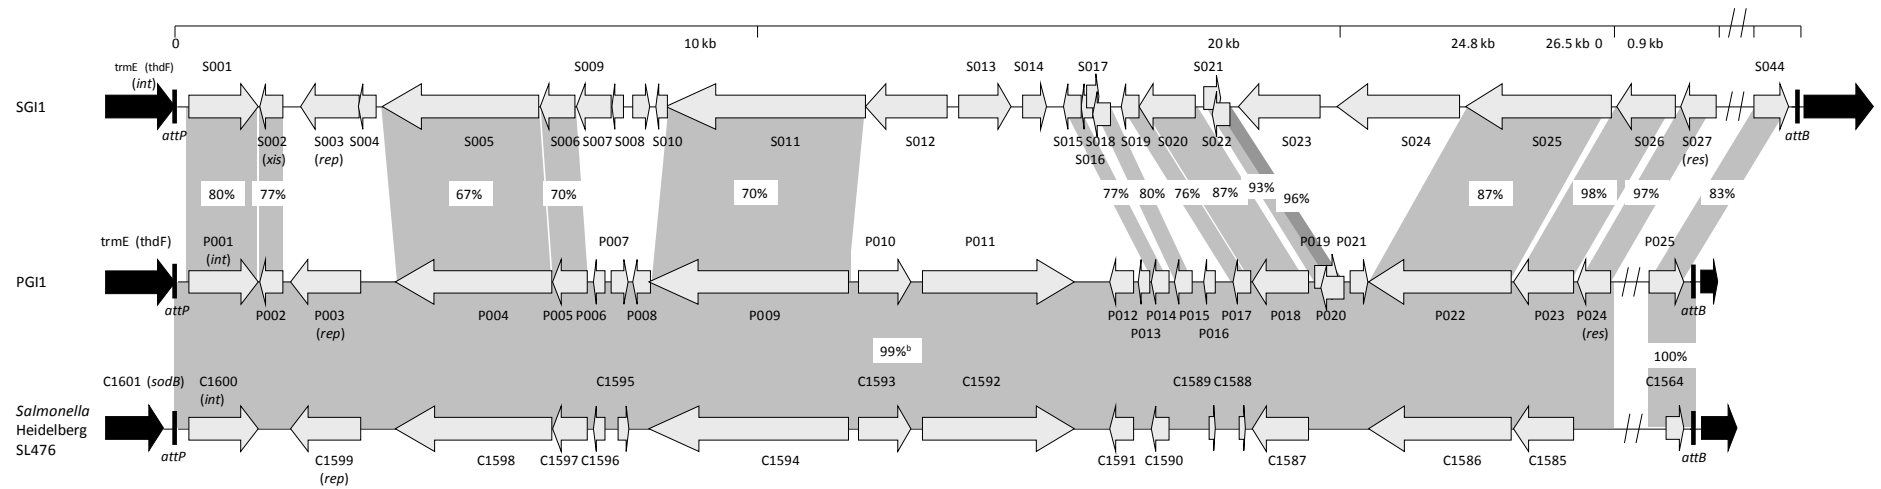 0 10 kb 20 kb 24.8 kb 26.5 kb 0 0.9 kb
trmE (thdF) S001 S009 S013 S014 S017 S021 S044
(int)
SGI1
attP attB
S002 S003 S004 S005 S006 S007 S008 S010 S011 S012 S015 S018 S019 S020 S022 S023 S024 S025 S026 S027
(xis) (rep) S016 (res)
80% 77% 67% 70% 70% 77% 80% 76% 87% 93% 96% 87% 98% 97% 83%
trmE (thdF) P001 P007 P010 P011 P019 P021 P025
(int)
PGI1
attP attB
P002 P003 P004 P005 P006 P008 P009 P012 P014 P015 P017 P018 P020 P022 P023 P024
(rep) P013 P016 (res)
99%b 100%
C1601 (sodB) C1600 C1595 C1593 C1592 C1589 C1588 C1564
(int)
Salmonella
Heidelberg
SL476
attP attB
C1599 C1598 C1597 C1596 C1594 C1591 C1590 C1587 C1586 C1585
(rep)